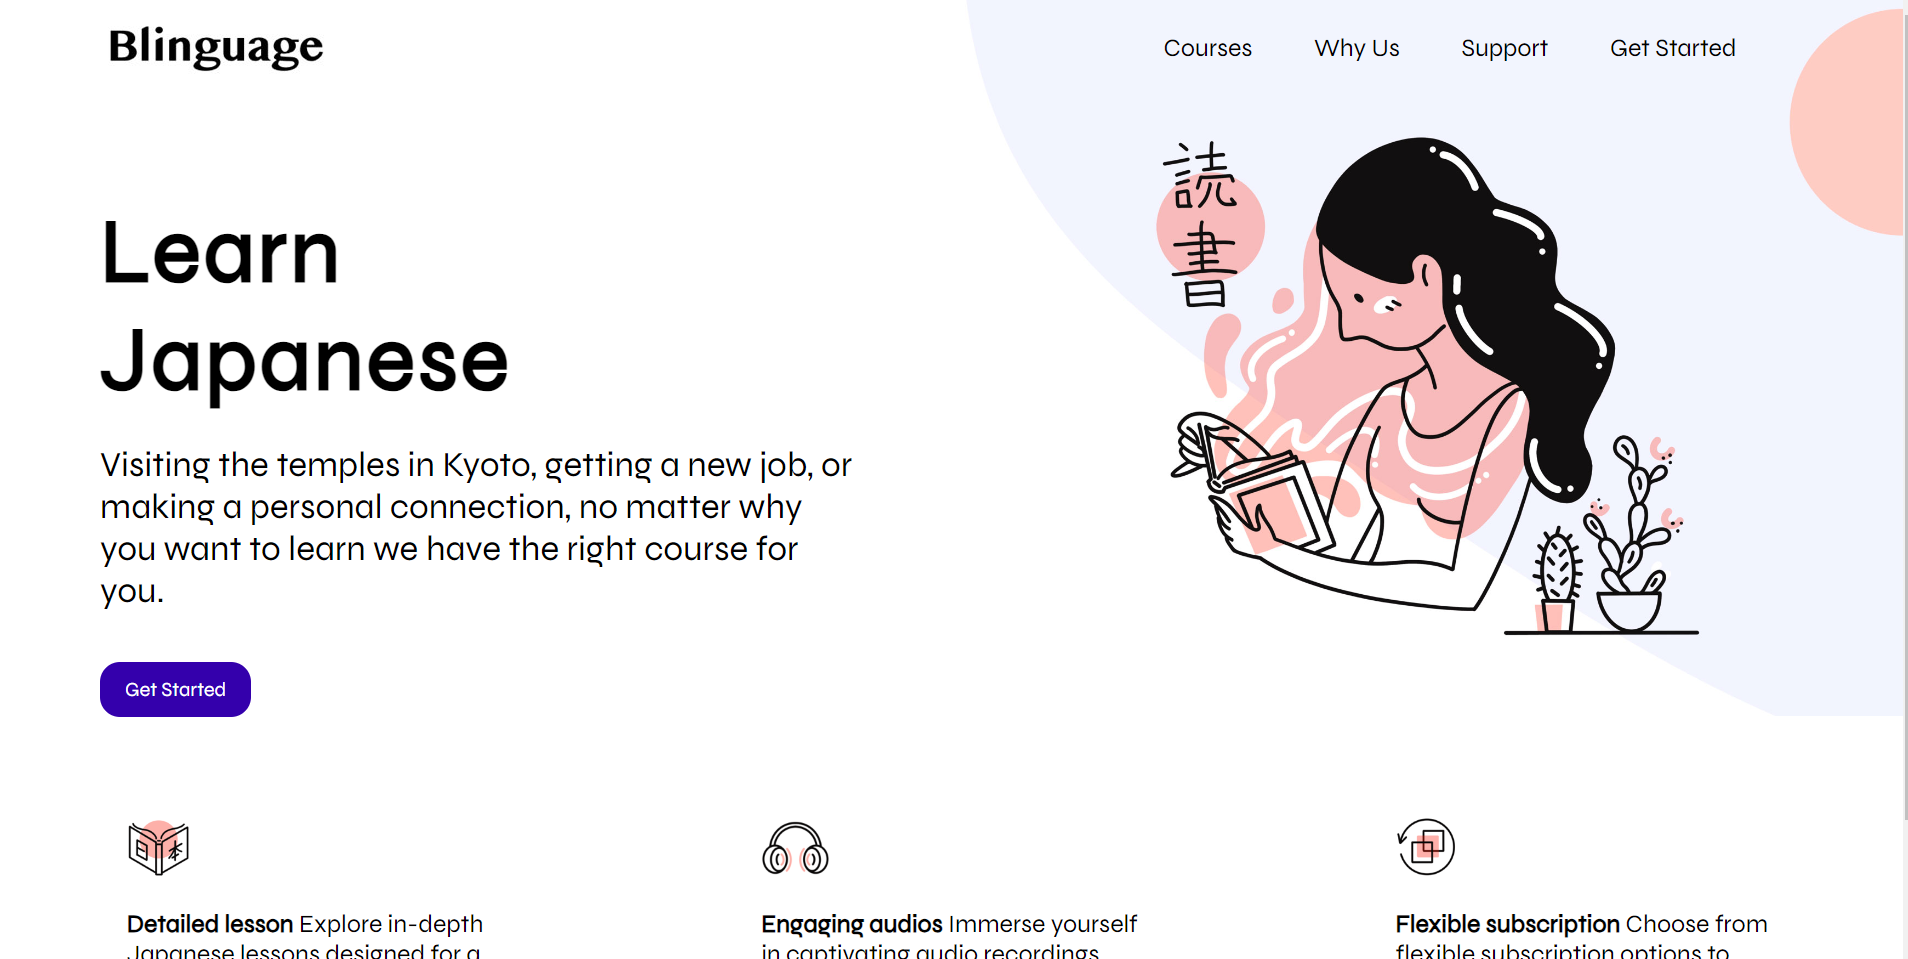 Blinguage
Courses Why Us Support Get Started
読
書
Learn
Japanese
Visiting the temples in Kyoto, getting a new job, or
making a personal connection, no matter why
you want to learn we have the right course for
you.
Get Started
日本
Detailed lesson Explore in-depth
Japanese lessons designed for a
Engaging audios Immerse yourself
in captivating audio recordings
Flexible subscription Choose from
flexible subscription options to